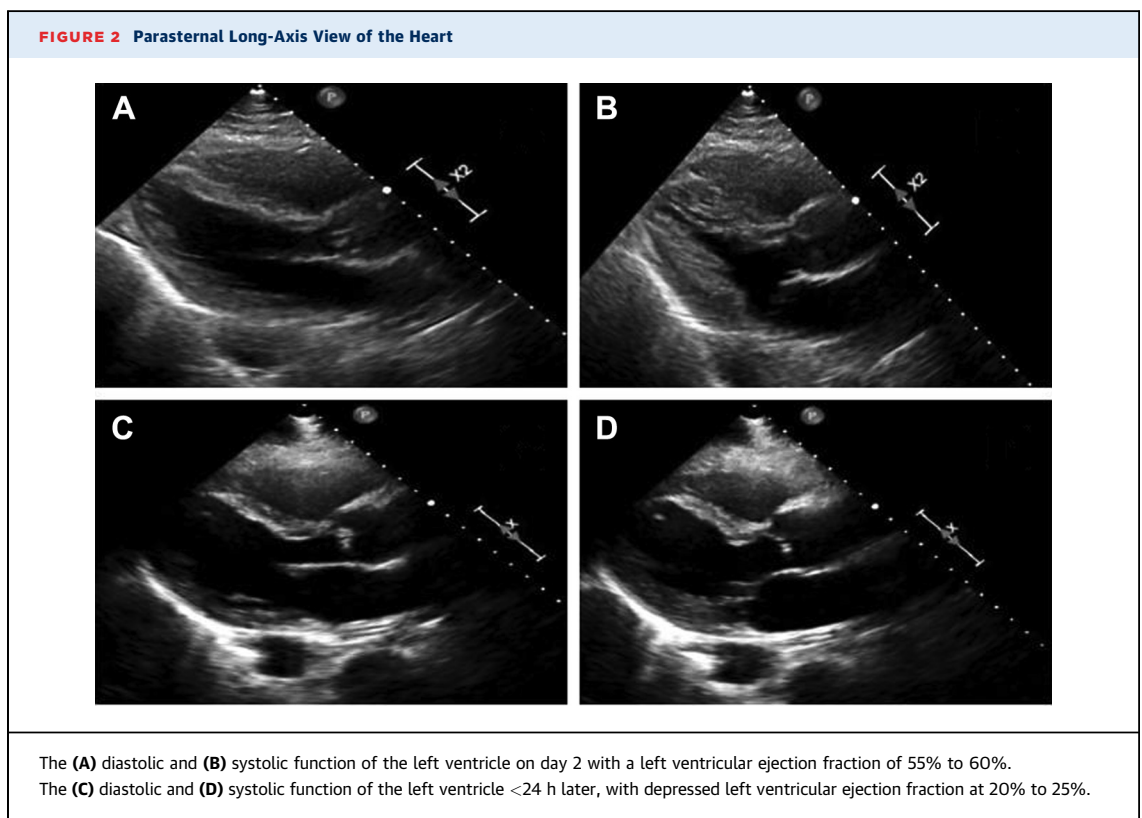 FIGURE 2 Parasternal Long-Axis View of the Heart
A
P
X2
B
P
X2
C
P
X
D
P
X
The (A) diastolic and (B) systolic function of the left ventricle on day 2 with a left ventricular ejection fraction of 55% to 60%.
The (C) diastolic and (D) systolic function of the left ventricle <24 h later, with depressed left ventricular ejection fraction at 20% to 25%.